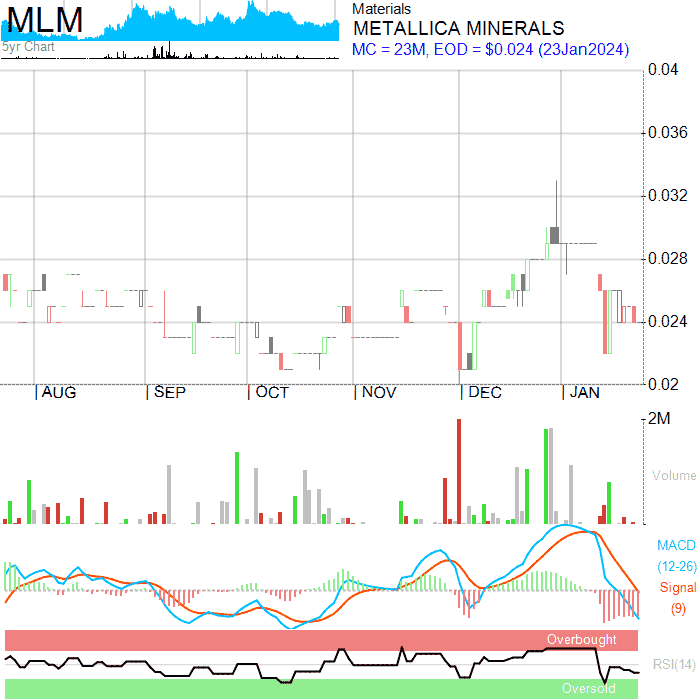 MLM
5yr Chart
Materials
METALLICA MINERALS
MC = 23M, EOD = $0.024 (23Jan2024)
0.04
0.036
0.032
0.028
0.024
0.02
|AUG |SEP |OCT |NOV |DEC |JAN
2M
Volume
MACD
(12-26)
Signal
(9)
Overbought
RSI(14)
Oversold